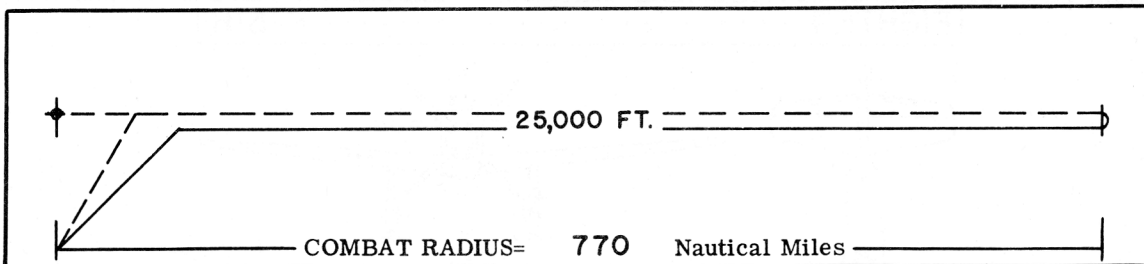 25,000 FT.
COMBAT RADIUS= 770 Nautical Miles